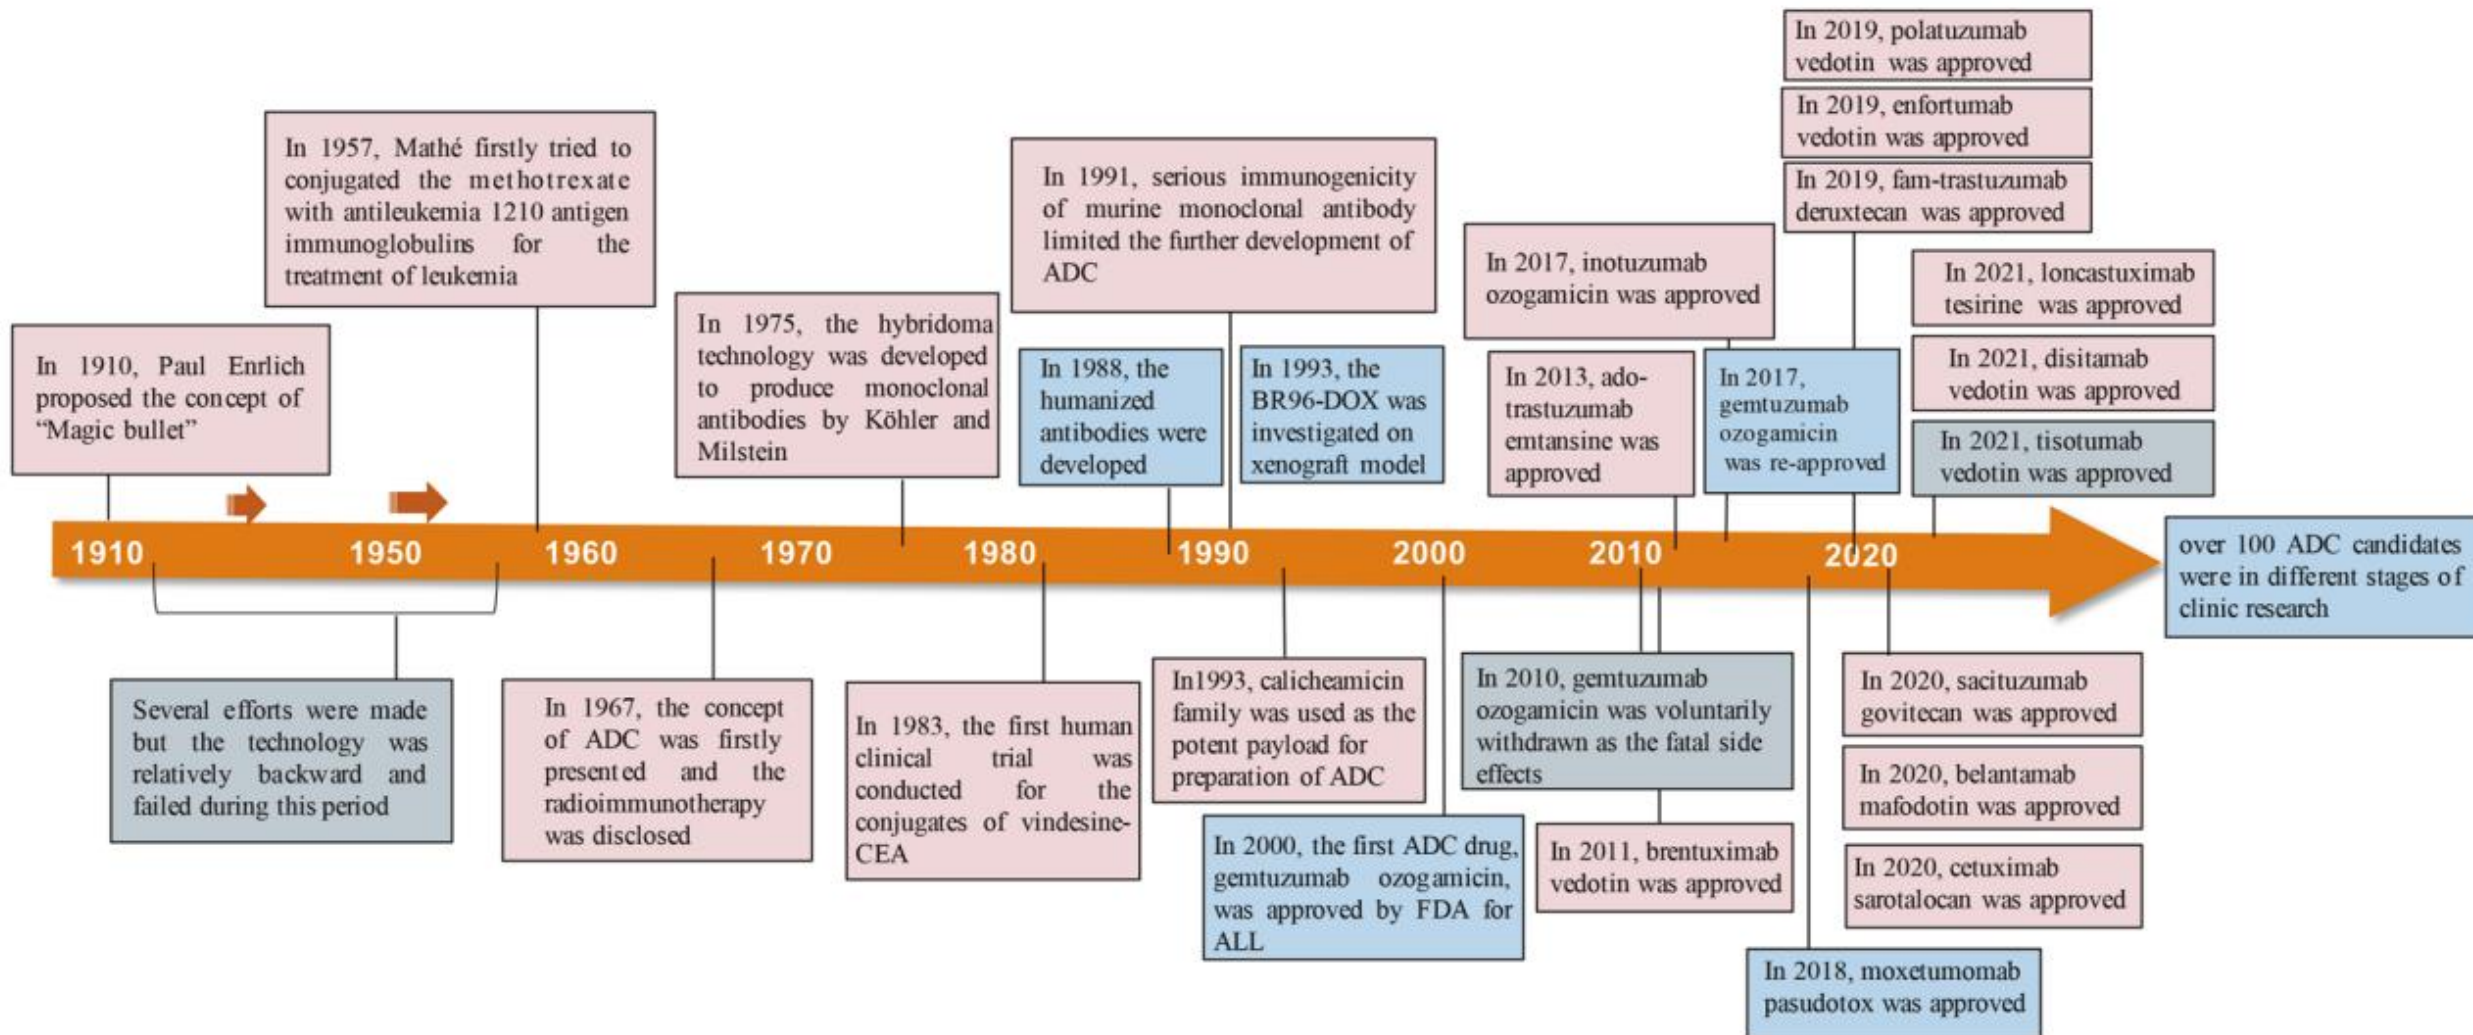 In 2019, polatuzumab
vedotin was approved
In 2019, enfortumab
vedotin was approved
In 2019, fam-trastuzumab
deruxtecan was approved
In 1957, Mathé firstly tried to
conjugated the methotrexate
with antileukemia 1210 antigen
immunoglobulins for the
treatment of leukemia
In 1991, serious immunogenicity
of murine monoclonal antibody
limited the further development of
ADC
In 2017, inotuzumab
ozogamicin was approved
In 2021, loncastuximab
tesirine was approved
In 1910, Paul Enrlich
proposed the concept of
“Magic bullet”
In 1975, the hybridoma
technology was developed
to produce monoclonal
antibodies by Köhler and
Milstein
In 1988, the
humanized
antibodies were
developed
In 1993, the
BR96-DOX was
investigated on
xenograft model
In 2013, ado-
trastuzumab
emtansine was
approved
In 2017,
gemtuzumab
ozogamicin
was re-approved
In 2021, disitamab
vedotin was approved
In 2021, tisotumab
vedotin was approved
1910
1950
1960
1970
1980
1990
2000
2010
2020
over 100 ADC candidates
were in different stages of
clinic research
Several efforts were made
but the technology was
relatively backward and
failed during this period
In 1967, the concept
of ADC was firstly
presented and the
radioimmunotherapy
was disclosed
In 1983, the first human
clinical trial was
conducted for the
conjugates of vindesine-
CEA
In1993, calicheamicin
family was used as the
potent payload for
preparation of ADC
In 2000, the first ADC drug,
gemtuzumab ozogamicin,
was approved by FDA for
ALL
In 2010, gemtuzumab
ozogamicin was voluntarily
withdrawn as the fatal side
effects
In 2011, brentuximab
vedotin was approved
In 2020, sacituzumab
govitecan was approved
In 2020, belantamab
mafodotin was approved
In 2020, cetuximab
sarotalocan was approved
In 2018, moxetumomab
pasudotox was approved